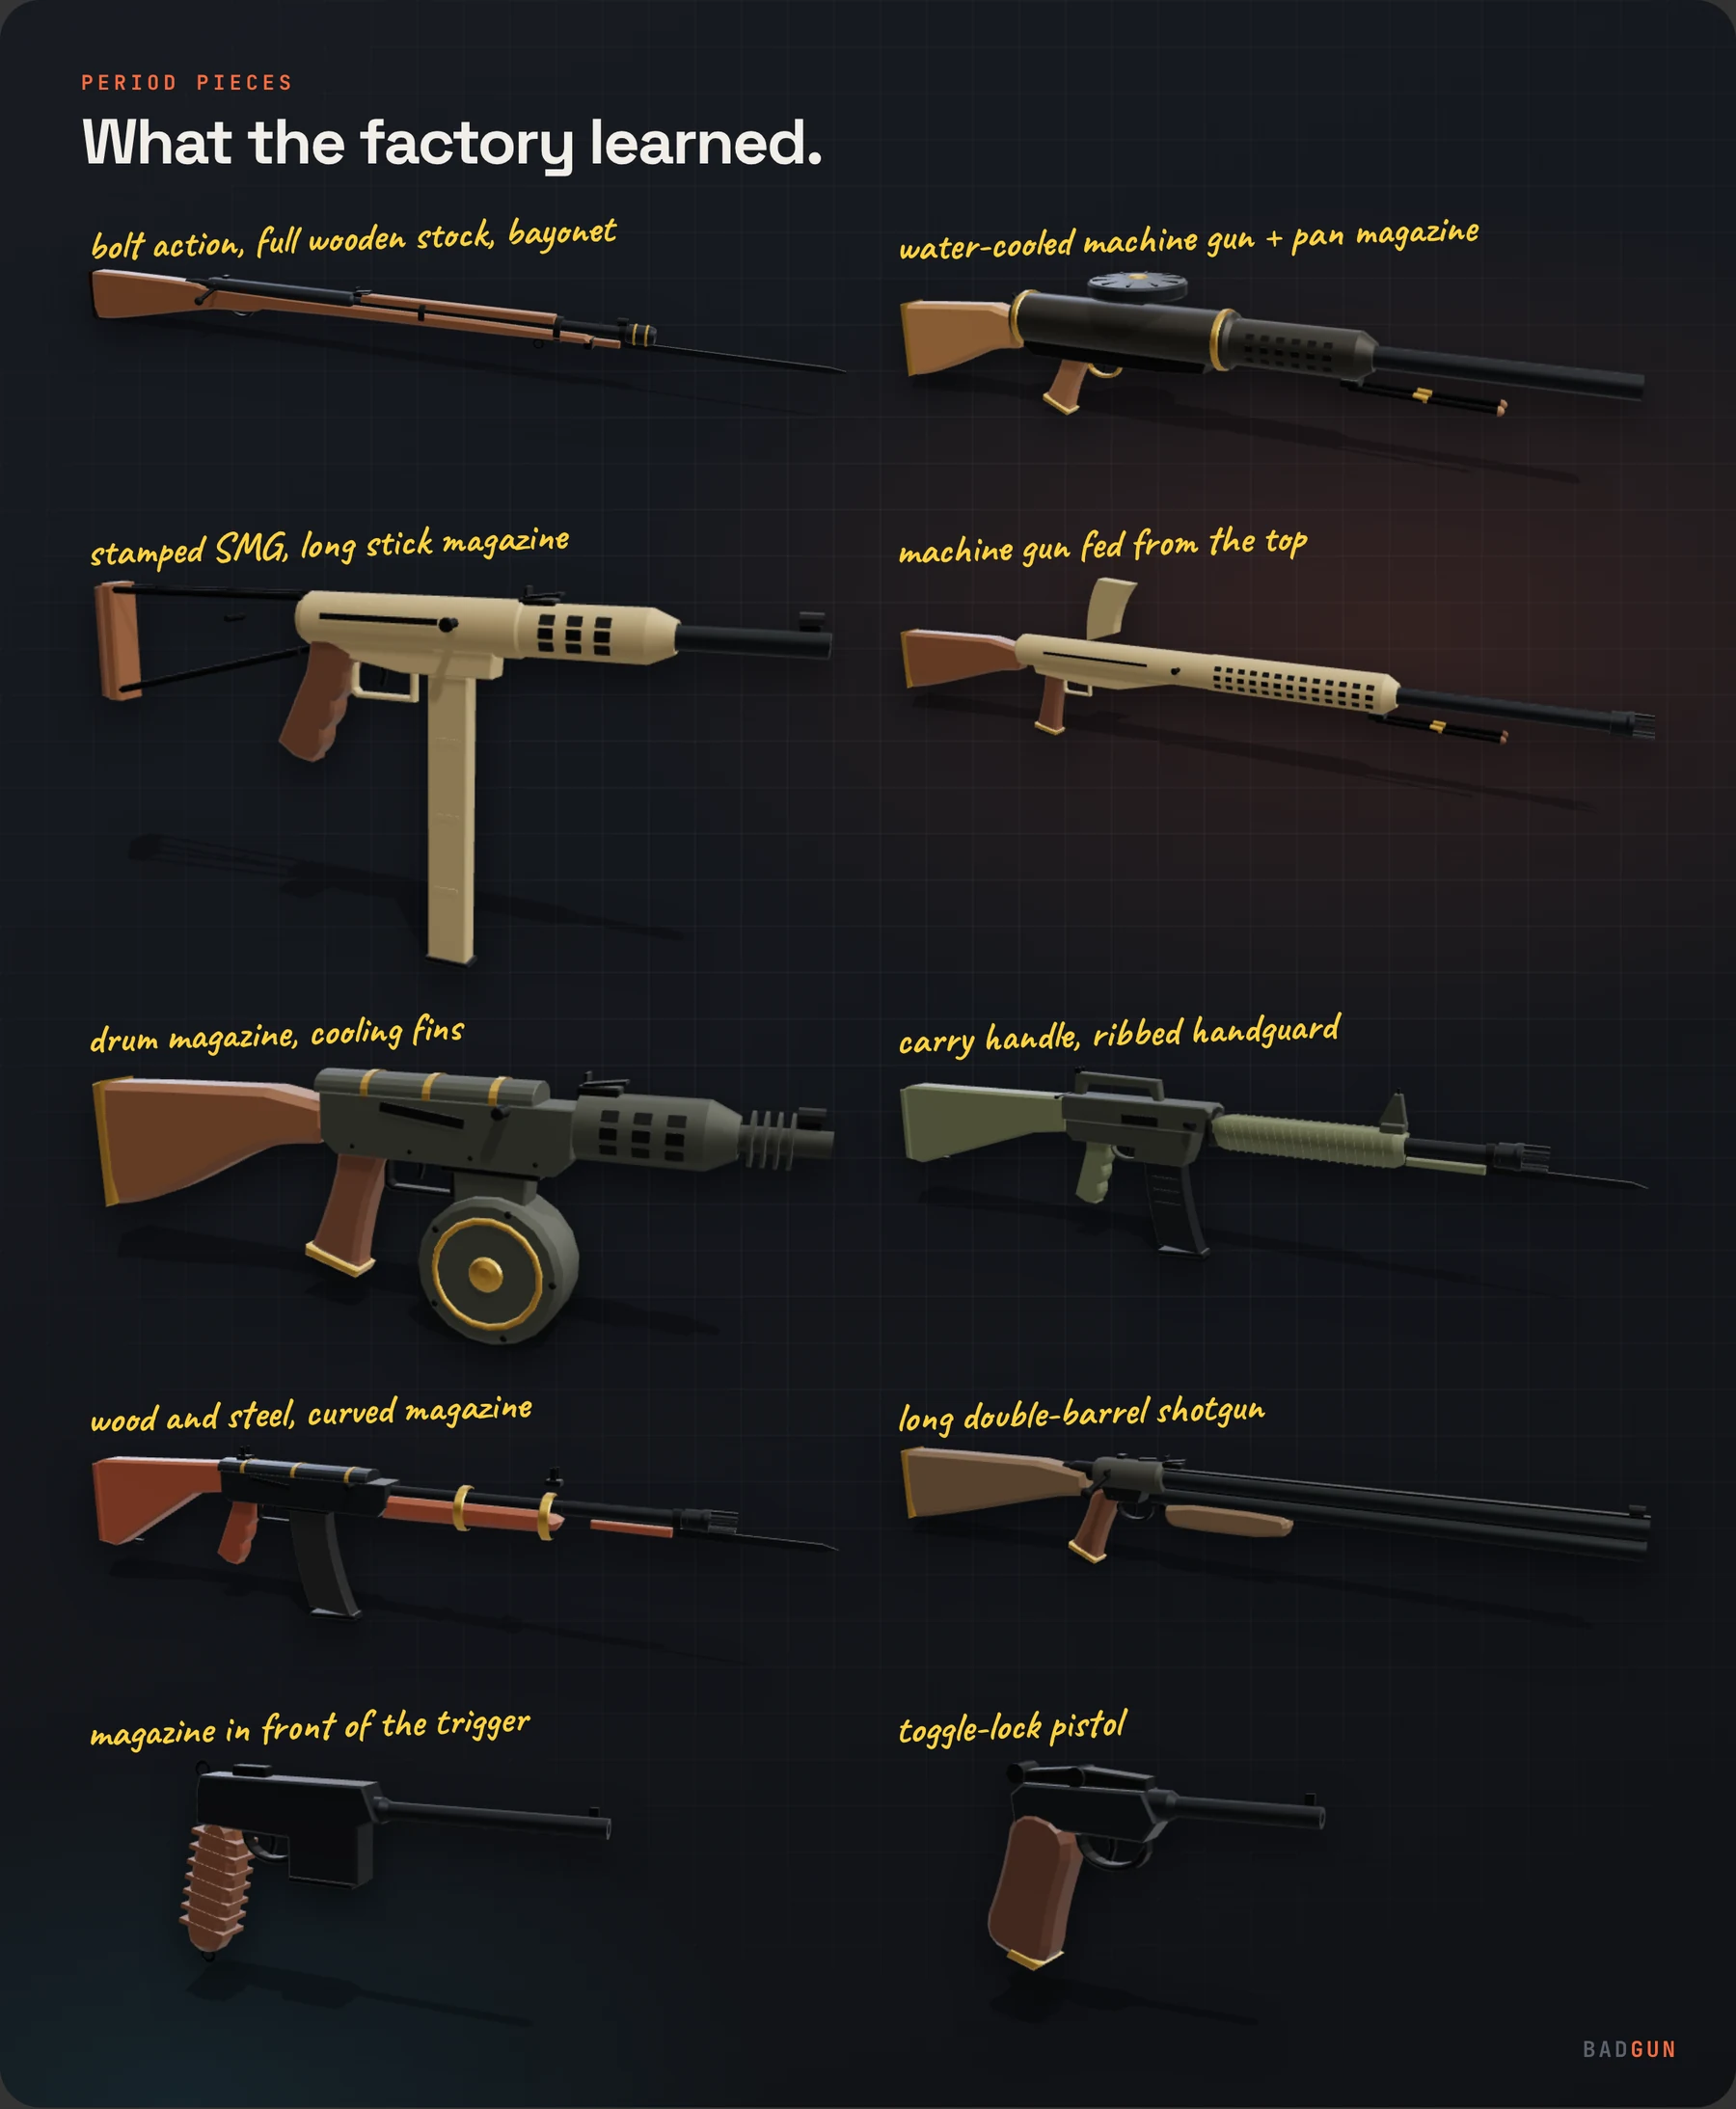 PERIOD PIECES
What the factory learned.
bolt action, full wooden stock, bayonet
water-cooled machine gun + pan magazine
stamped SMG, long stick magazine
machine gun fed from the top
drum magazine, cooling fins
carry handle, ribbed handguard
wood and steel, curved magazine
long double-barrel shotgun
magazine in front of the trigger
toggle-lock pistol
BADGUN